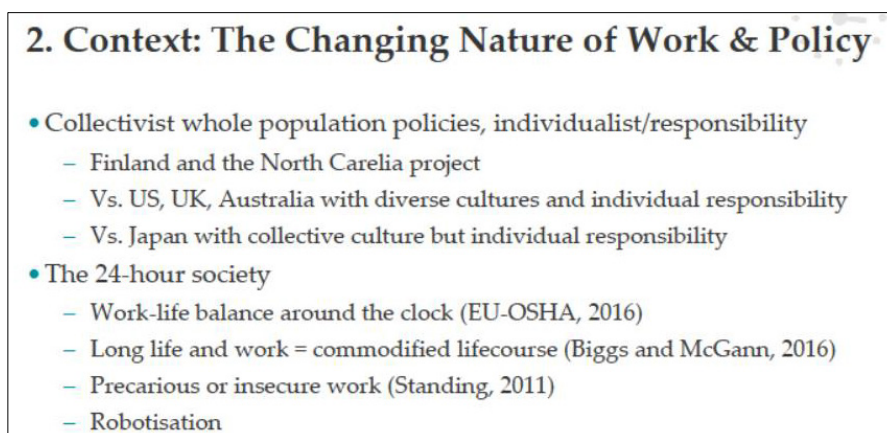 2. Context: The Changing Nature of Work & Policy
• Collectivist whole population policies, individualist/responsibility
– Finland and the North Carelia project
– Vs. US, UK, Australia with diverse cultures and individual responsibility
– Vs. Japan with collective culture but individual responsibility
• The 24-hour society
– Work-life balance around the clock (EU-OSHA, 2016)
– Long life and work = commodified lifecourse (Biggs and McGann, 2016)
– Precarious or insecure work (Standing, 2011)
– Robotisation